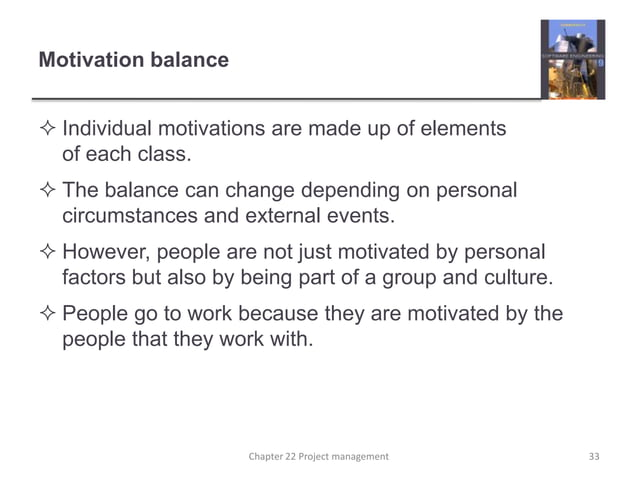 Motivation balance
SOFTWARE ENGINEERING
9
✧ Individual motivations are made up of elements
of each class.
✧ The balance can change depending on personal
circumstances and external events.
✧ However, people are not just motivated by personal
factors but also by being part of a group and culture.
✧ People go to work because they are motivated by the
people that they work with.
Chapter 22 Project management
33